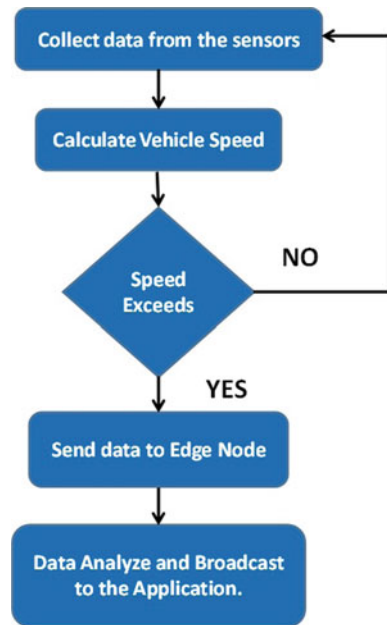 Collect data from the sensors
Calculate Vehicle Speed
Speed
Exceeds
NO
YES
Send data to Edge Node
Data Analyze and Broadcast
to the Application.